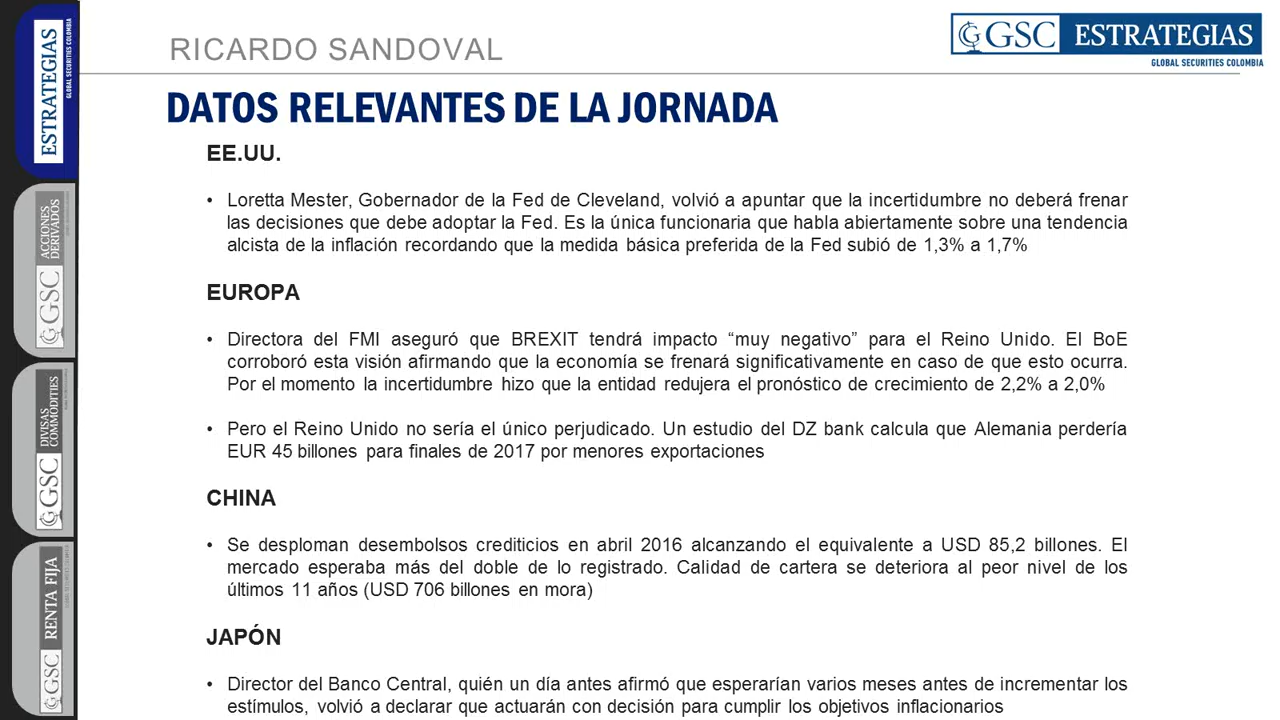 RICARDO SANDOVAL
GSC ESTRATEGIAS
GLOBAL SECURITIES COLOMBIA
DATOS RELEVANTES DE LA JORNADA
EE.UU.
• Loretta Mester, Gobernador de la Fed de Cleveland, volvió a apuntar que la incertidumbre no deberá frenar
las decisiones que debe adoptar la Fed. Es la única funcionaria que habla abiertamente sobre una tendencia
alcista de la inflación recordando que la medida básica preferida de la Fed subió de 1,3% a 1,7%
EUROPA
• Directora del FMI aseguró que BREXIT tendrá impacto “muy negativo” para el Reino Unido. El BoE
corroboró esta visión afirmando que la economía se frenará significativamente en caso de que esto ocurra.
Por el momento la incertidumbre hizo que la entidad redujera el pronóstico de crecimiento de 2,2% a 2,0%
• Pero el Reino Unido no sería el único perjudicado. Un estudio del DZ bank calcula que Alemania perdería
EUR 45 billones para finales de 2017 por menores exportaciones
CHINA
• Se desploman desembolsos crediticios en abril 2016 alcanzando el equivalente a USD 85,2 billones. El
mercado esperaba más del doble de lo registrado. Calidad de cartera se deteriora al peor nivel de los
últimos 11 años (USD 706 billones en mora)
JAPÓN
• Director del Banco Central, quién un día antes afirmó que esperarían varios meses antes de incrementar los
estímulos, volvió a declarar que actuarán con decisión para cumplir los objetivos inflacionarios
ESTRATEGIAS
GLOBAL SECURITIES COLOMBIA
GSC ACCIONES
DERIVADOS
GSC DIVISAS
COMMODITIES
GSC RENTA FIJA